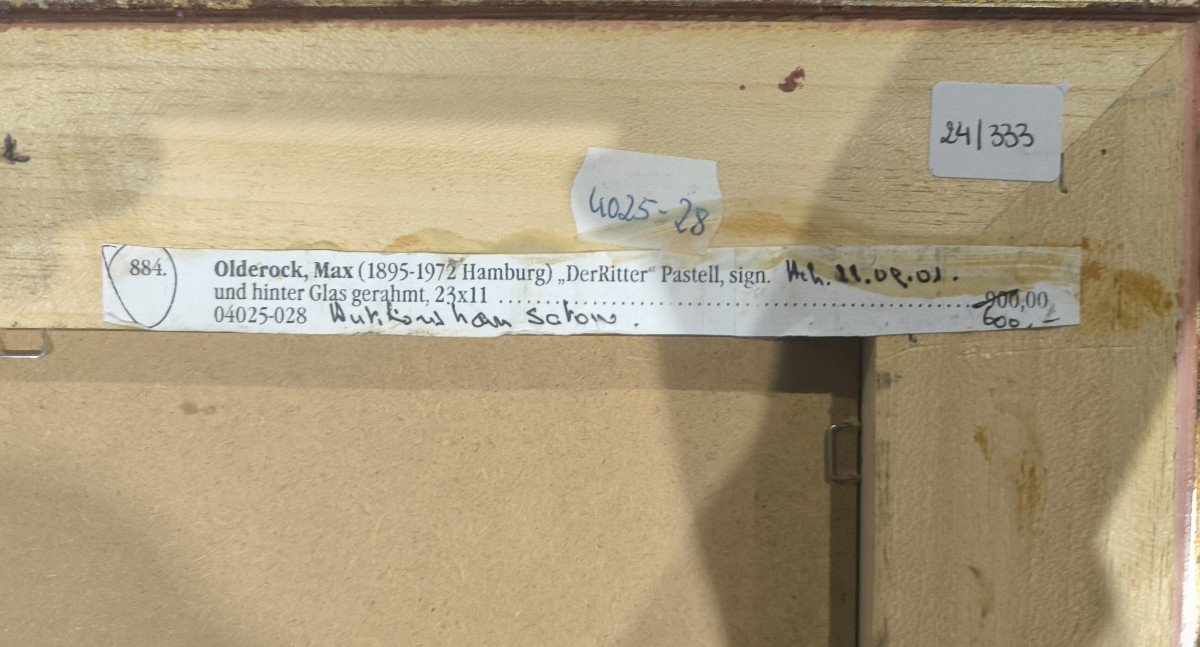 24/333
4025-28
884. Olderock, Max (1895-1972 Hamburg) „DerRitter“ Pastell, sign.
und hinter Glas gerahmt, 23x11 ........................................ 900,00
04025-028
600,-